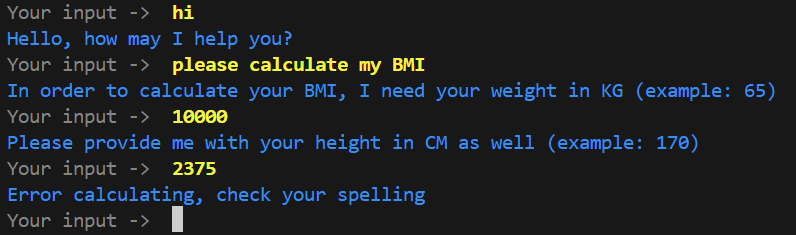 Your input -> hi
Hello, how may I help you?
Your input -> please calculate my BMI
In order to calculate your BMI, I need your weight in KG (example: 65)
Your input -> 10000
Please provide me with your height in CM as well (example: 170)
Your input -> 2375
Error calculating, check your spelling
Your input ->